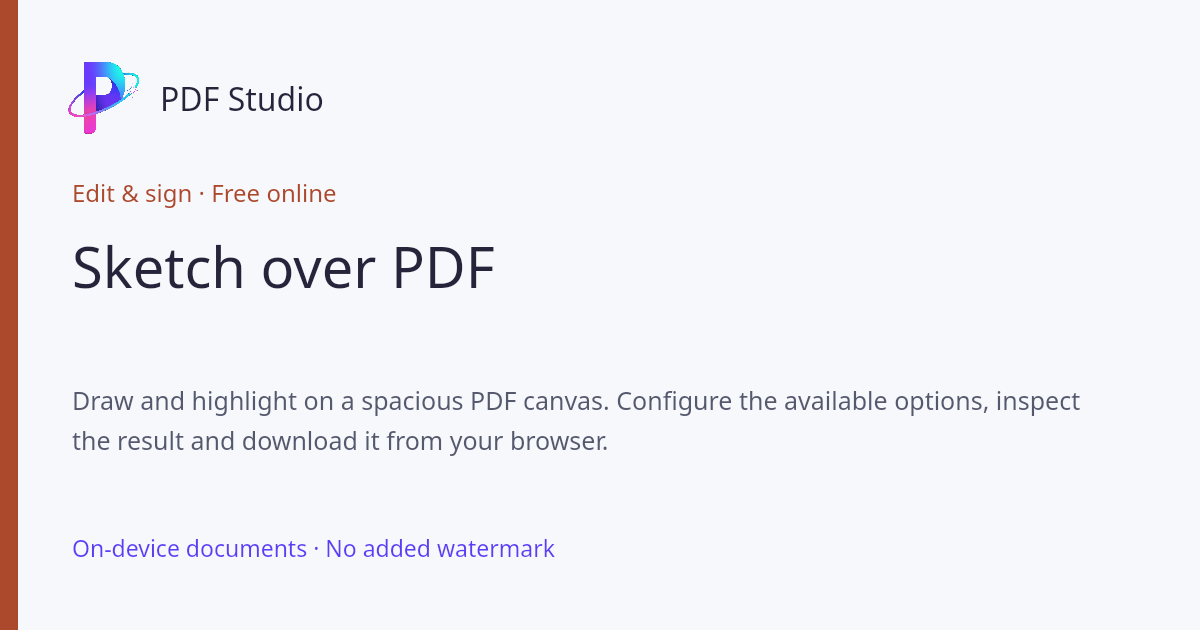 PDF Studio
Edit & sign · Free online
Sketch over PDF
Draw and highlight on a spacious PDF canvas. Configure the available options, inspect
the result and download it from your browser.
On-device documents · No added watermark